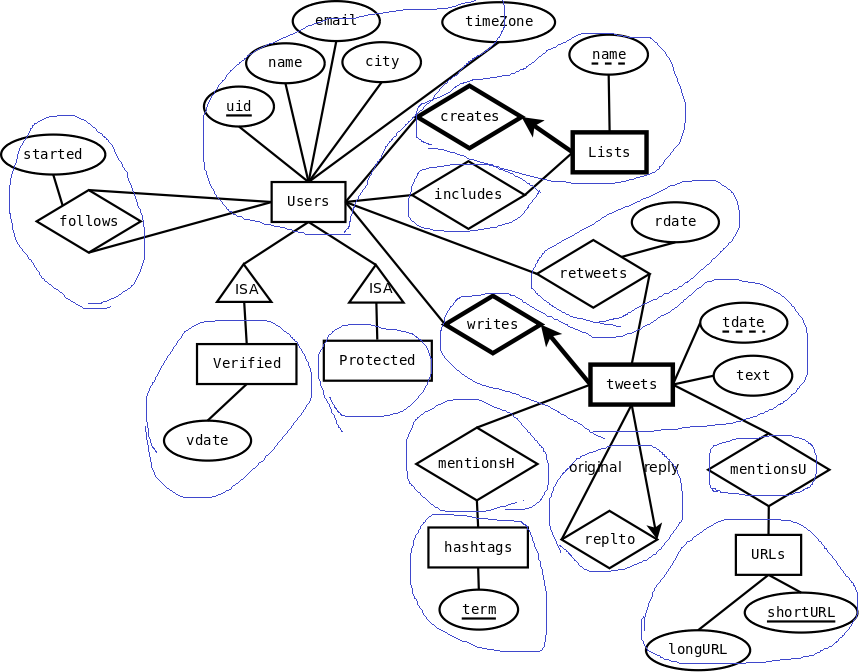 email
timeZone
name
city
name
uid
creates
started
Lists
includes
Users
follows
rdate
retweets
ISA
ISA
writes
tdate
Verified
Protected
tweets
text
vdate
mentionsH
original
reply
mentionsU
replto
hashtags
URLs
term
shortURL
longURL